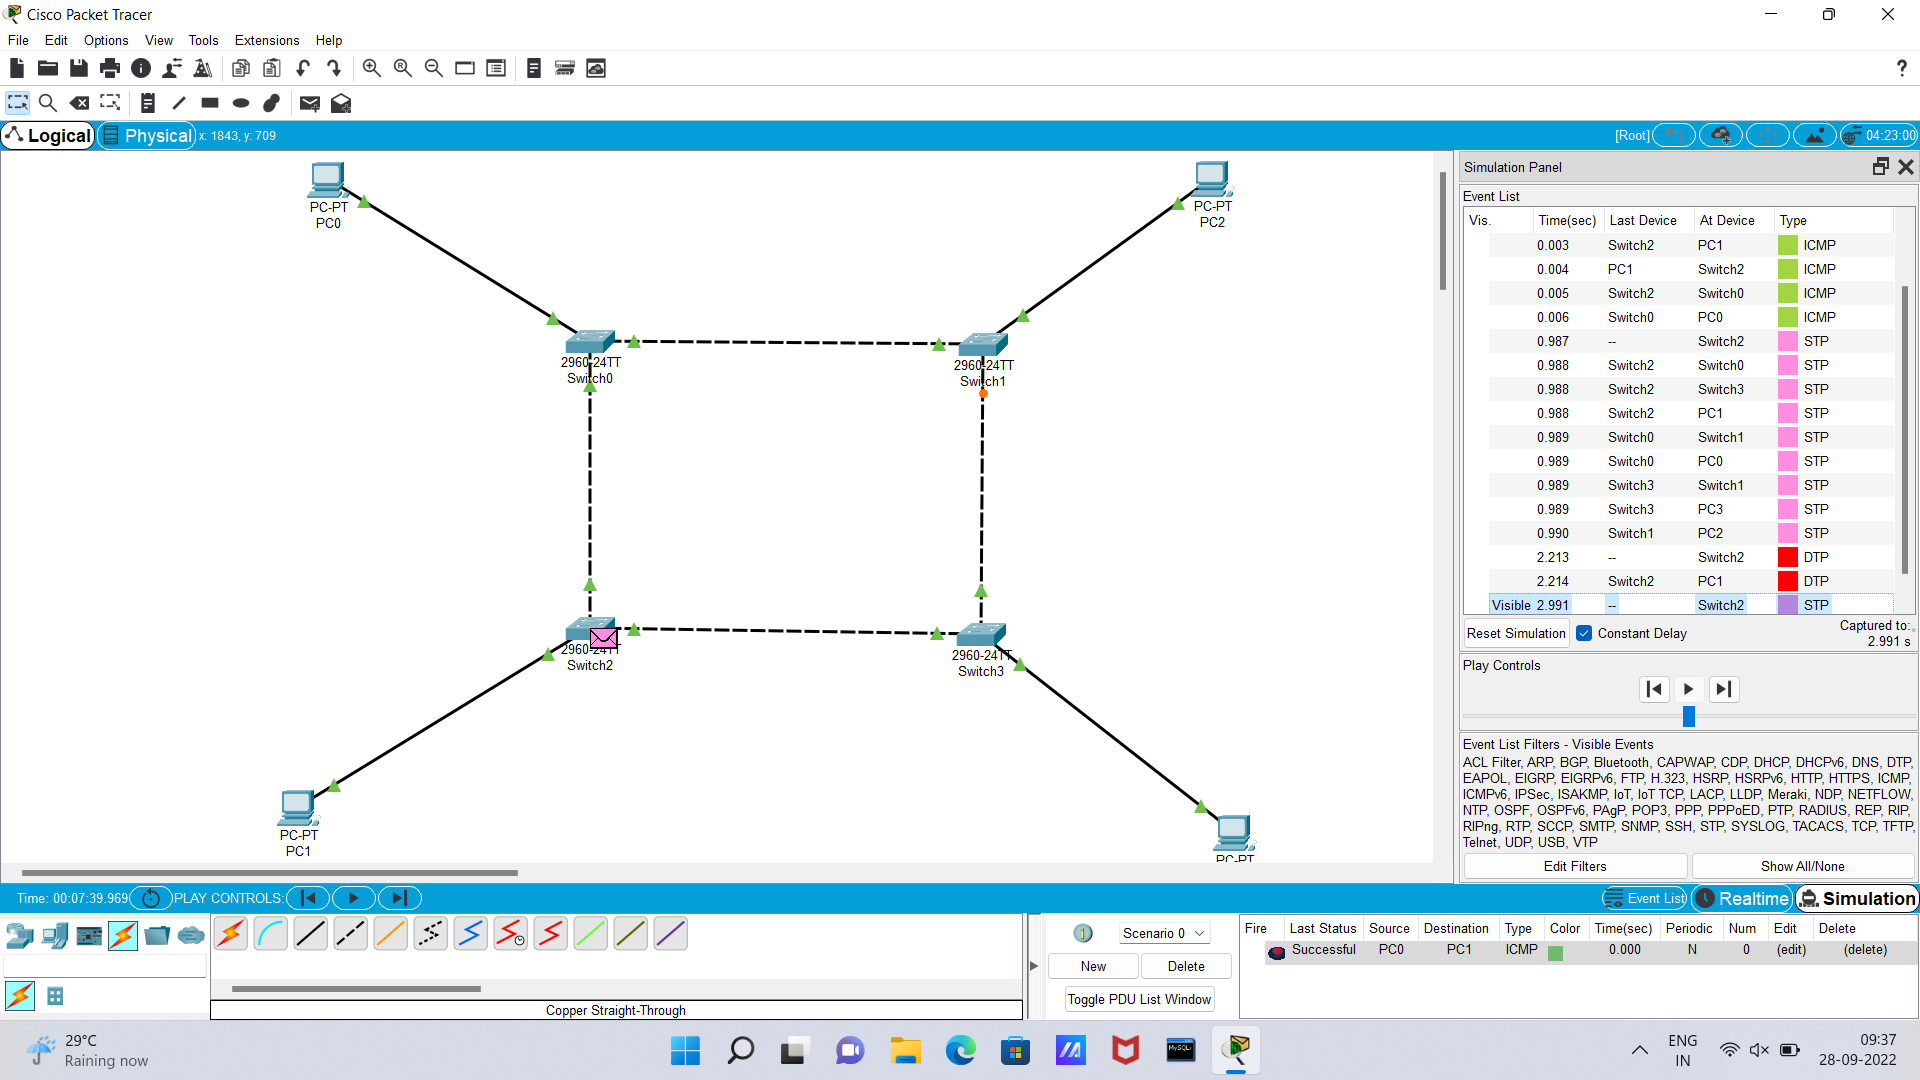 Cisco Packet Tracer
File Edit Options View Tools Extensions Help
Logical Physical x: 1843, y: 709 [Root] 04:23:00
PC-PT
PC0
PC-PT
PC2
2960-24TT
Switch0
2960-24TT
Switch1
2960-24TT
Switch2
2960-24TT
Switch3
PC-PT
PC1
PC-PT
Simulation Panel
Event List
Vis. Time(sec) Last Device At Device Type
0.003 Switch2 PC1 ICMP
0.004 PC1 Switch2 ICMP
0.005 Switch2 Switch0 ICMP
0.006 Switch0 PC0 ICMP
0.987 -- Switch2 STP
0.988 Switch2 Switch0 STP
0.988 Switch2 Switch3 STP
0.988 Switch2 PC1 STP
0.989 Switch0 Switch1 STP
0.989 Switch0 PC0 STP
0.989 Switch3 Switch1 STP
0.989 Switch3 PC3 STP
0.990 Switch1 PC2 STP
2.213 -- Switch2 DTP
2.214 Switch2 PC1 DTP
Visible 2.991 -- Switch2 STP
Reset Simulation Constant Delay Captured to:
2.991 s
Play Controls
Event List Filters - Visible Events
ACL Filter, ARP, BGP, Bluetooth, CAPWAP, CDP, DHCP, DHCPv6, DNS, DTP,
EAPOL, EIGRP, EIGRPv6, FTP, H.323, HSRP, HSRPv6, HTTP, HTTPS, ICMP,
ICMPv6, IPSec, ISAKMP, IoT, IoT TCP, LACP, LLDP, Meraki, NDP, NETFLOW,
NTP, OSPF, OSPFv6, PAgP, POP3, PPP, PPPoED, PTP, RADIUS, REP, RIP,
RIPng, RTP, SCCP, SMTP, SNMP, SSH, STP, SYSLOG, TACACS, TCP, TFTP,
Telnet, UDP, USB, VTP
Edit Filters Show All/None
Time: 00:07:39.969 PLAY CONTROLS: Event List Realtime Simulation
Scenario 0
New Delete
Toggle PDU List Window
Fire Last Status Source Destination Type Color Time(sec) Periodic Num Edit Delete
Successful PC0 PC1 ICMP 0.000 N 0 (edit) (delete)
Copper Straight-Through
29°C
Raining now
MySQL
ENG
IN
09:37
28-09-2022